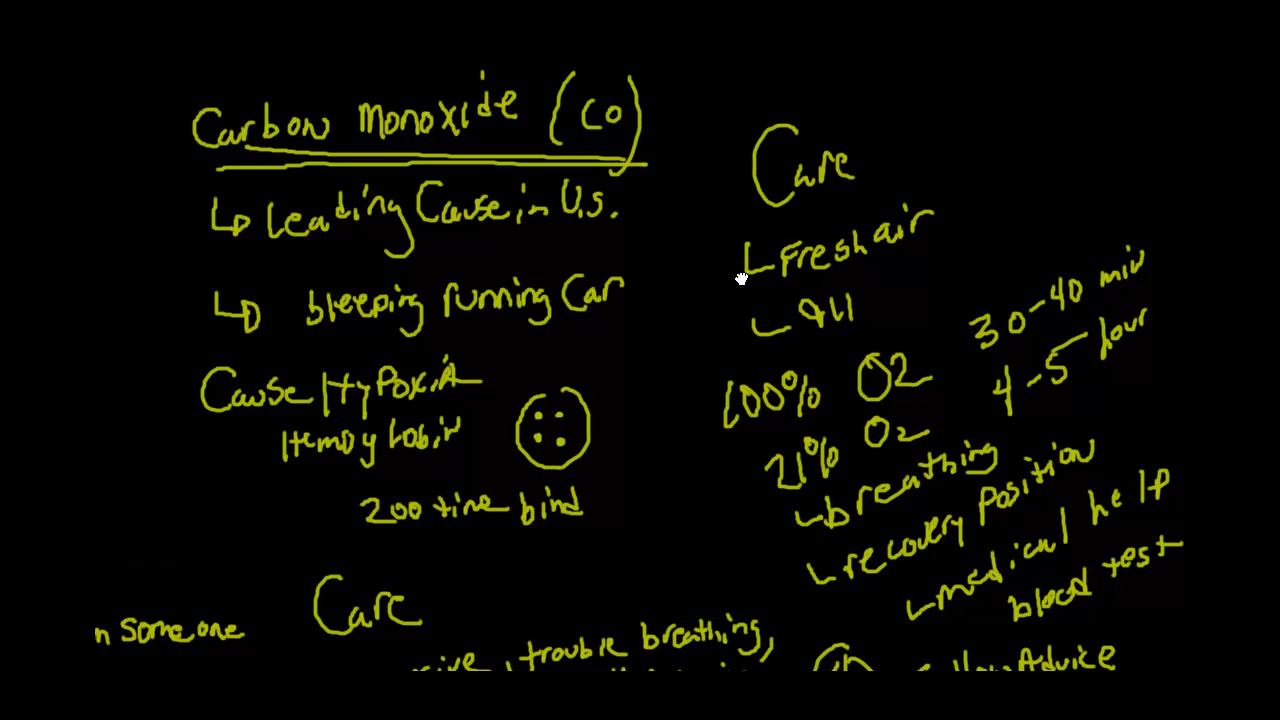 Carbon Monoxide (CO)
Leading Cause in U.S.
bleeping running Car
Cause HypoxiA
Hemoglobin
200 time bind
Care
n Someone
trouble breathing,
Care
Fresh air
911
100% O2 30-40 min
21% O2 4-5 hour
breathing
recovery position
medical help
blood test
Advice